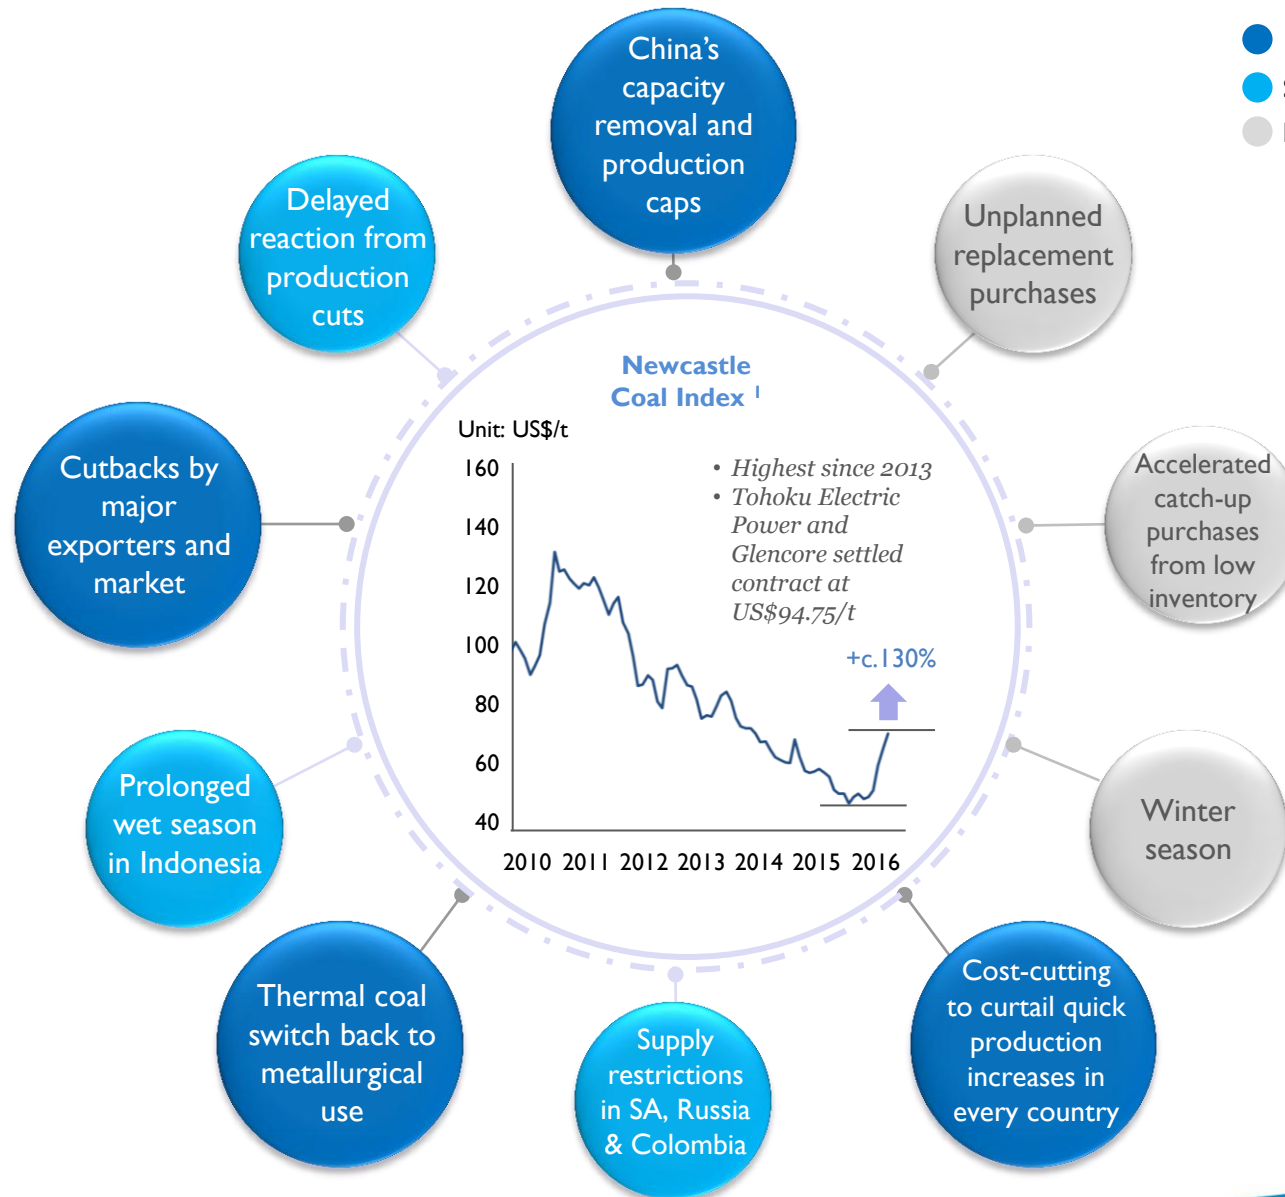 China’s
capacity
removal and
production
caps
Delayed
reaction from
production
cuts
Unplanned
replacement
purchases
Cutbacks by
major
exporters and
market
Accelerated
catch-up
purchases
from low
inventory
Newcastle
Coal Index 1
Unit: US$/t
160
140
120
100
80
60
40
• Highest since 2013
• Tohoku Electric
Power and
Glencore settled
contract at
US$94.75/t
+c.130%
2010 2011 2012 2013 2014 2015 2016
Prolonged
wet season
in Indonesia
Winter
season
Thermal coal
switch back to
metallurgical
use
Supply
restrictions
in SA, Russia
& Colombia
Cost-cutting
to curtail quick
production
increases in
every country